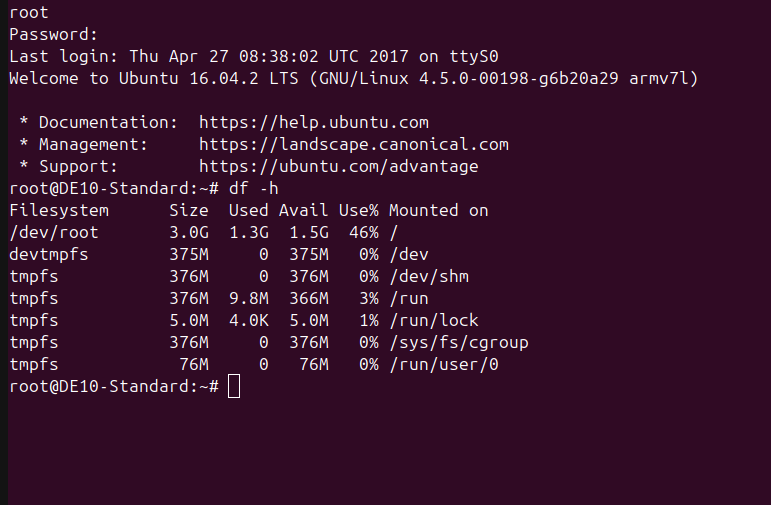 root
Password:
Last login: Thu Apr 27 08:38:02 UTC 2017 on ttyS0
Welcome to Ubuntu 16.04.2 LTS (GNU/Linux 4.5.0-00198-g6b20a29 armv7l)
 * Documentation:  https://help.ubuntu.com
 * Management:     https://landscape.canonical.com
 * Support:        https://ubuntu.com/advantage
root@DE10-Standard:~# df -h
Filesystem      Size  Used Avail Use% Mounted on
/dev/root       3.0G  1.3G  1.5G  46% /
devtmpfs        375M     0  375M   0% /dev
tmpfs           376M     0  376M   0% /dev/shm
tmpfs           376M  9.8M  366M   3% /run
tmpfs           5.0M  4.0K  5.0M   1% /run/lock
tmpfs           376M     0  376M   0% /sys/fs/cgroup
tmpfs            76M     0   76M   0% /run/user/0
root@DE10-Standard:~#